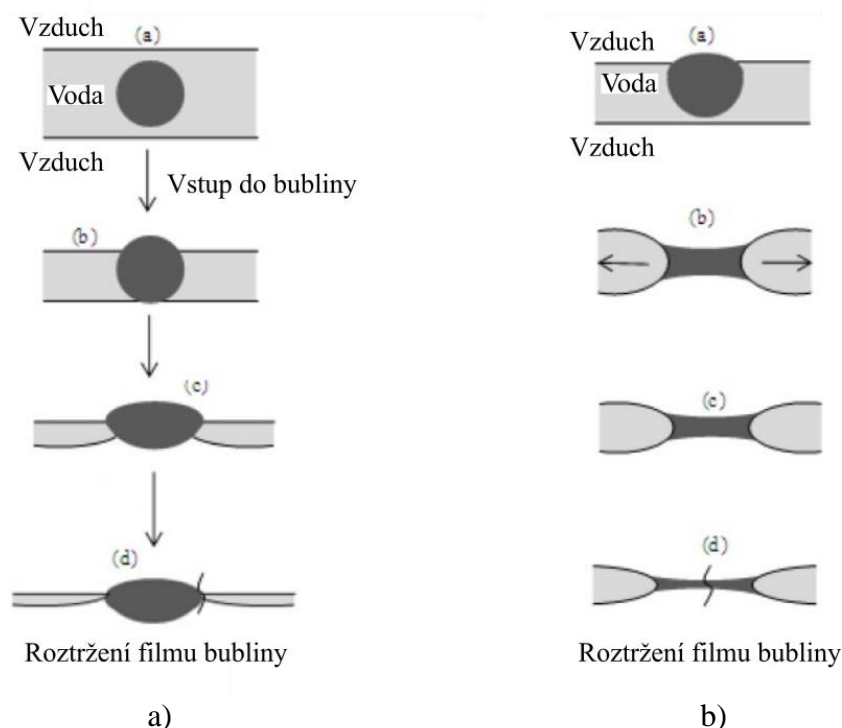 Vzduch
(a)
Voda
Vzduch
Vstup do bubliny
(b)
(c)
(d)
Roztržení filmu bubliny
a)
(a)
Vzduch
Voda
Vzduch
(b)
(c)
(d)
Roztržení filmu bubliny
b)